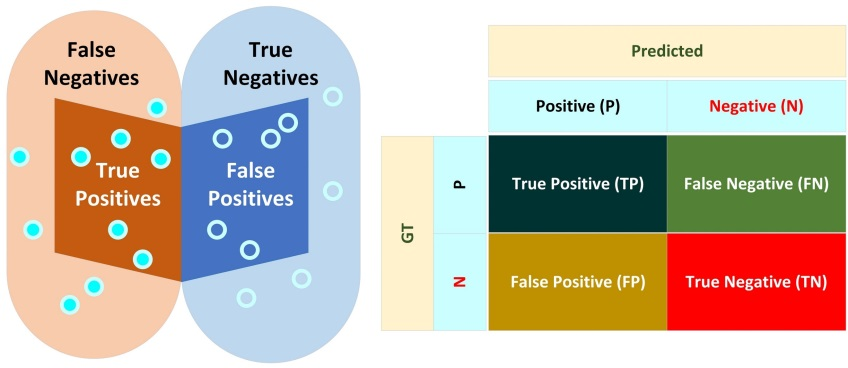 False
Negatives
True
Negatives
True
Positives
False
Positives
Predicted
Positive (P)
Negative (N)
GT
P
True Positive (TP)
False Negative (FN)
N
False Positive (FP)
True Negative (TN)